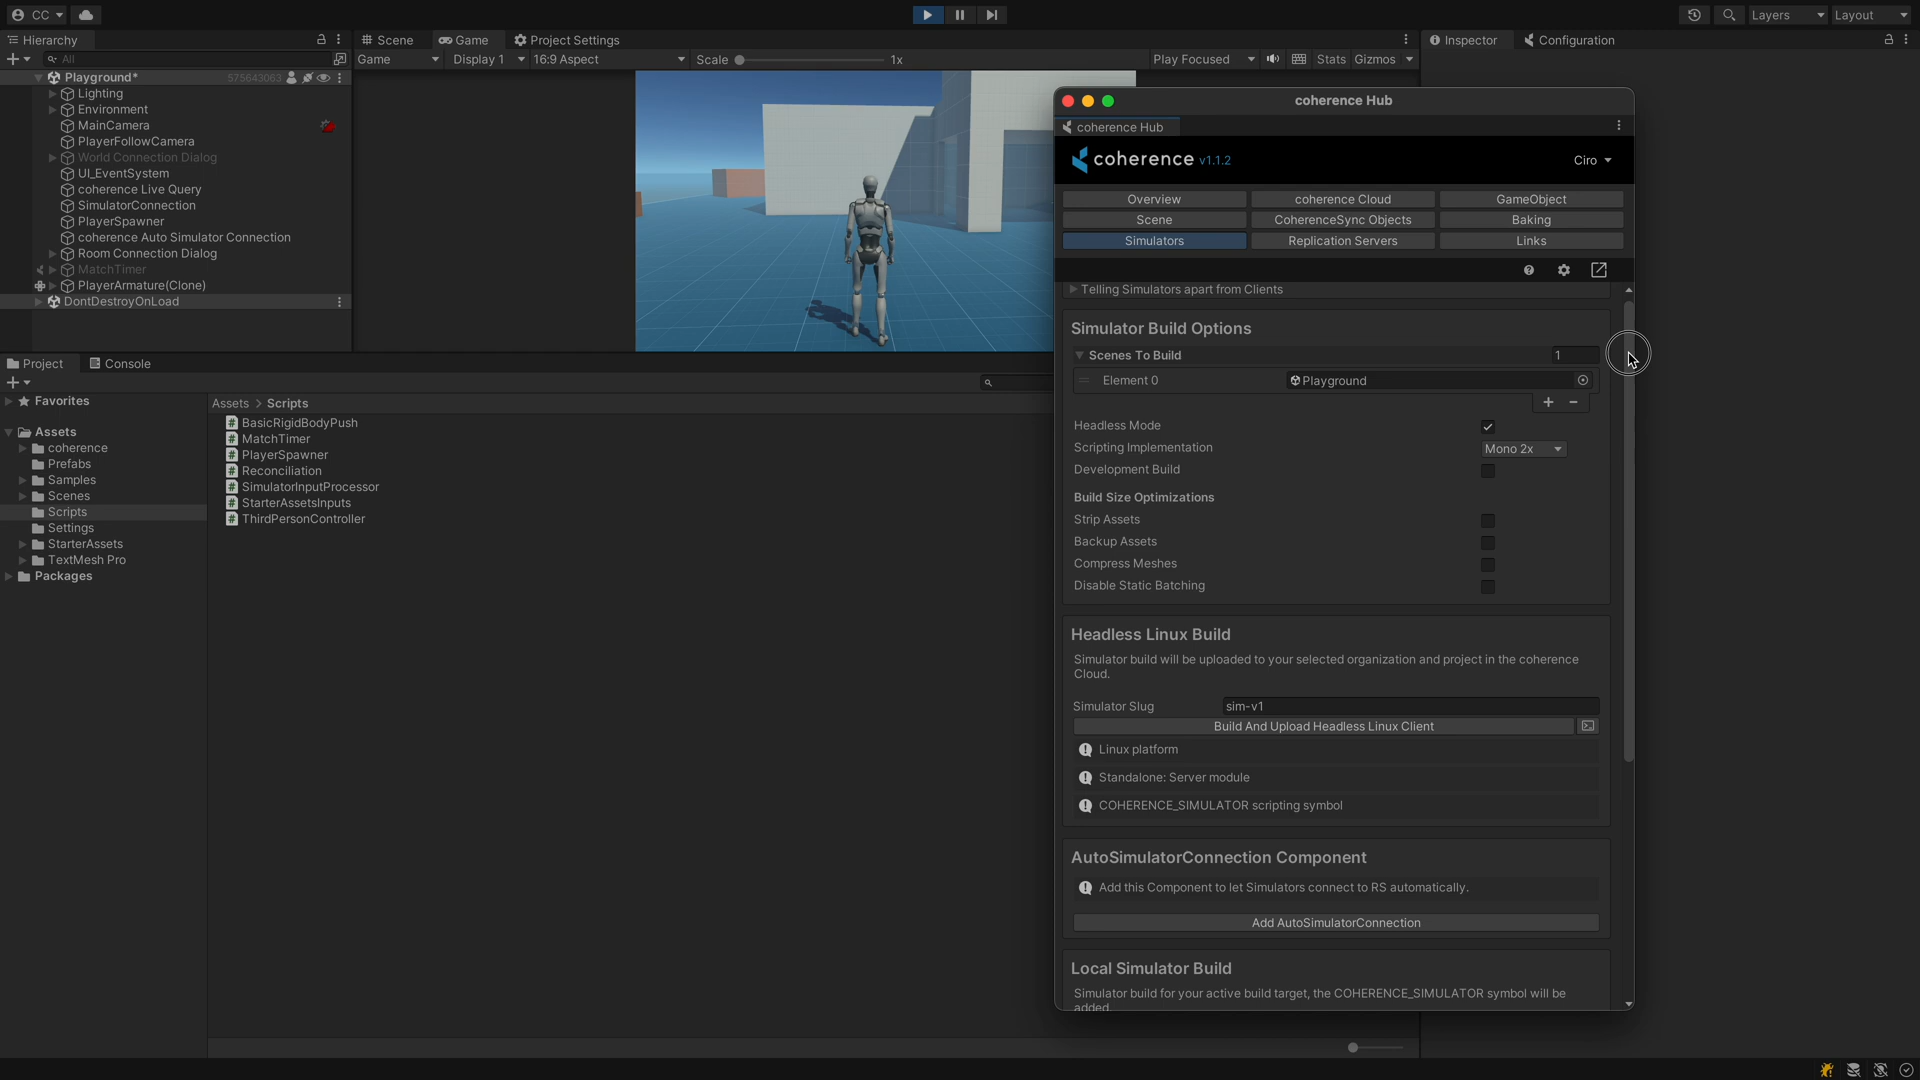 CC
Layers
Layout
Hierarchy
Scene
Game
Project Settings
Inspector
Configuration
All
Game
Display 1
16:9 Aspect
Scale
1x
Play Focused
Stats
Gizmos
Playground*
575643063
Lighting
Environment
MainCamera
PlayerFollowCamera
World Connection Dialog
UI_EventSystem
coherence Live Query
SimulatorConnection
PlayerSpawner
coherence Auto Simulator Connection
Room Connection Dialog
MatchTimer
PlayerArmature(Clone)
DontDestroyOnLoad
Project
Console
Favorites
Assets
coherence
Prefabs
Samples
Scenes
Scripts
Settings
StarterAssets
TextMesh Pro
Packages
Assets > Scripts
BasicRigidBodyPush
MatchTimer
PlayerSpawner
Reconciliation
SimulatorInputProcessor
StarterAssetsInputs
ThirdPersonController
coherence Hub
coherence Hub
coherence v1.1.2
Ciro
Overview
coherence Cloud
GameObject
Scene
CoherenceSync Objects
Baking
Simulators
Replication Servers
Links
Telling Simulators apart from Clients
Simulator Build Options
Scenes To Build
1
Element 0
Playground
Headless Mode
Scripting Implementation
Mono 2x
Development Build
Build Size Optimizations
Strip Assets
Backup Assets
Compress Meshes
Disable Static Batching
Headless Linux Build
Simulator build will be uploaded to your selected organization and project in the coherence
Cloud.
Simulator Slug
sim-v1
Build And Upload Headless Linux Client
Linux platform
Standalone: Server module
COHERENCE_SIMULATOR scripting symbol
AutoSimulatorConnection Component
Add this Component to let Simulators connect to RS automatically.
Add AutoSimulatorConnection
Local Simulator Build
Simulator build for your active build target, the COHERENCE_SIMULATOR symbol will be
added.